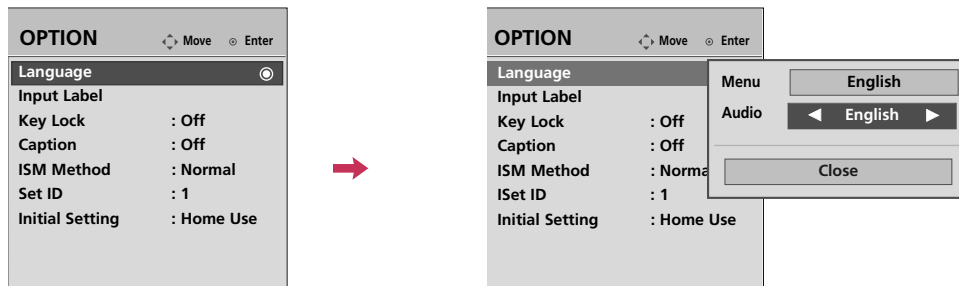 OPTION Move Enter
Language
Input Label
Key Lock : Off
Caption : Off
ISM Method : Normal
Set ID : 1
Initial Setting : Home Use
OPTION Move Enter
Language
Input Label
Key Lock : Off
Caption : Off
ISM Method : Norma
ISet ID : 1
Initial Setting : Home Use
Menu English
Audio ◀ English ▶
Close